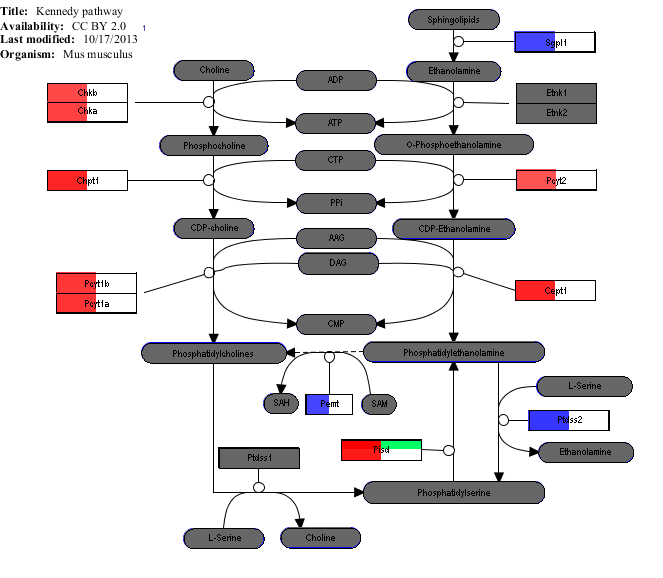 Title: Kennedy pathway
Availability: CC BY 2.0 1
Last modified: 10/17/2013
Organism: Mus musculus
Sphingolipids
Sgpl1
Choline
Ethanolamine
ADP
Chkb
Chka
Etnk1
Etnk2
ATP
Phosphocholine
O-Phosphoethanolamine
CTP
Chpt1
Pcyt2
PPi
CDP-choline
CDP-Ethanolamine
AAG
DAG
Pcyt1b
Pcyt1a
Cept1
CMP
Phosphatidylcholines
Phosphatidylethanolamine
SAH
Pemt
SAM
L-Serine
Ptdss2
Ptdss1
Pisd
Ethanolamine
Phosphatidylserine
L-Serine
Choline